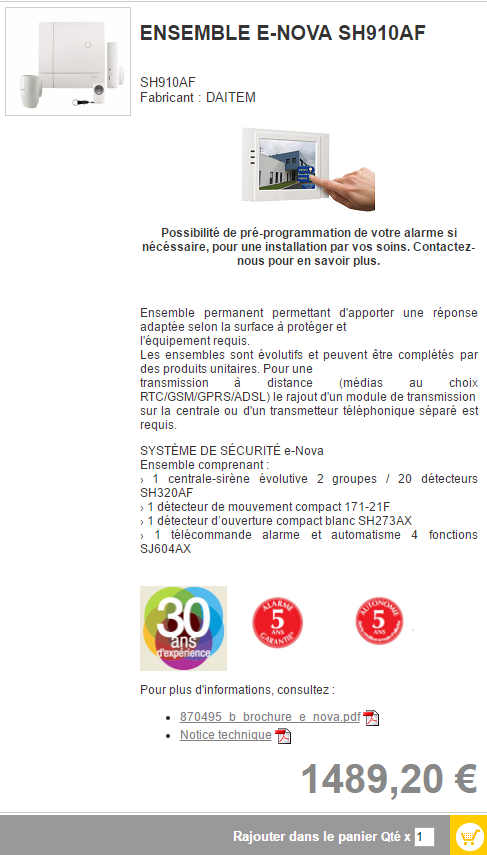 ENSEMBLE E-NOVA SH910AF
SH910AF
Fabricant : DAITEM
Possibilité de pré-programmation de votre alarme si
nécéssaire, pour une installation par vos soins. Contactez-
nous pour en savoir plus.
Ensemble permanent permettant d'apporter une réponse
adaptée selon la surface à protéger et
l'équipement requis.
Les ensembles sont évolutifs et peuvent être complétés par
des produits unitaires. Pour une
transmission à distance (médias au choix
RTC/GSM/GPRS/ADSL) le rajout d'un module de transmission
sur la centrale ou d'un transmetteur téléphonique séparé est
requis.
SYSTÈME DE SÉCURITÉ e-Nova
Ensemble comprenant :
› 1 centrale-sirène évolutive 2 groupes / 20 détecteurs
SH320AF
› 1 détecteur de mouvement compact 171-21F
› 1 détecteur d'ouverture compact blanc SH273AX
› 1 télécommande alarme et automatisme 4 fonctions
SJ604AX
30
ans
d'expérience
ALARME
5
ANS
GARANTIE
AUTONOMIE
5
ANS
Pour plus d'informations, consultez :
• 870495_b_brochure_e_nova.pdf
• Notice technique
1489,20 €
Rajouter dans le panier Qté x 1